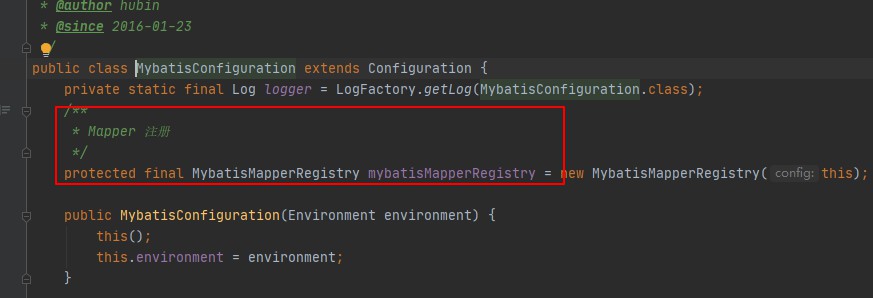 * @author hubin
* @since 2016-01-23
*/
public class MybatisConfiguration extends Configuration {
private static final Log logger = LogFactory.getLog(MybatisConfiguration.class);
/**
* Mapper 注册
*/
protected final MybatisMapperRegistry mybatisMapperRegistry = new MybatisMapperRegistry( config: this);
public MybatisConfiguration(Environment environment) {
this();
this.environment = environment;
}